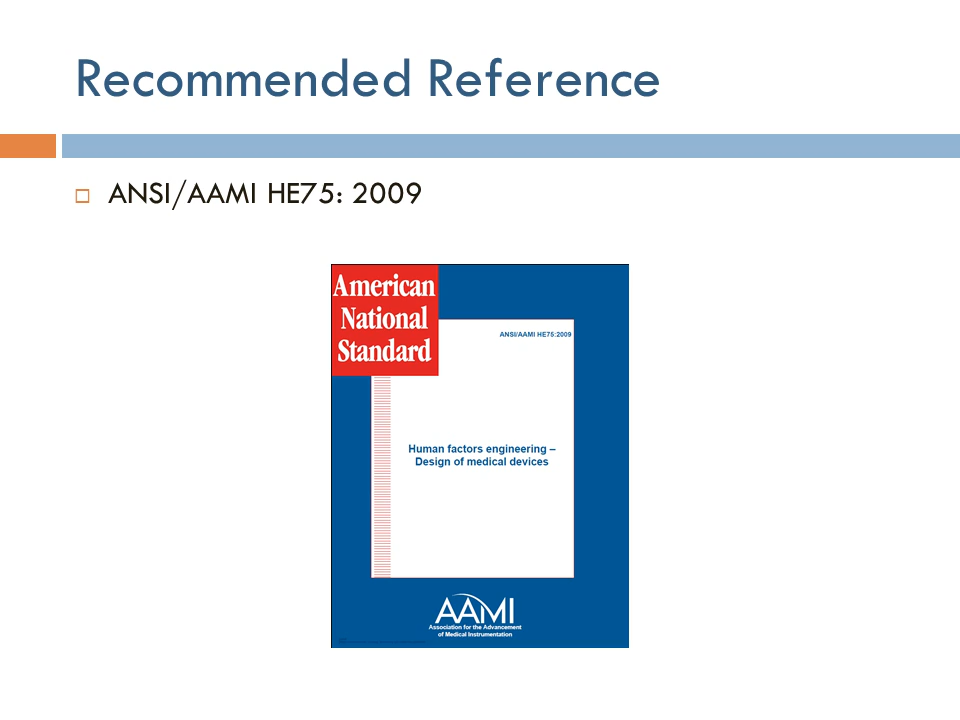 Recommended Reference
ANSI/AAMI HE75: 2009
American
National
Standard
ANSI/AAMI HE75:2009
Human factors engineering –
Design of medical devices
AAMI
Association for the Advancement
of Medical Instrumentation